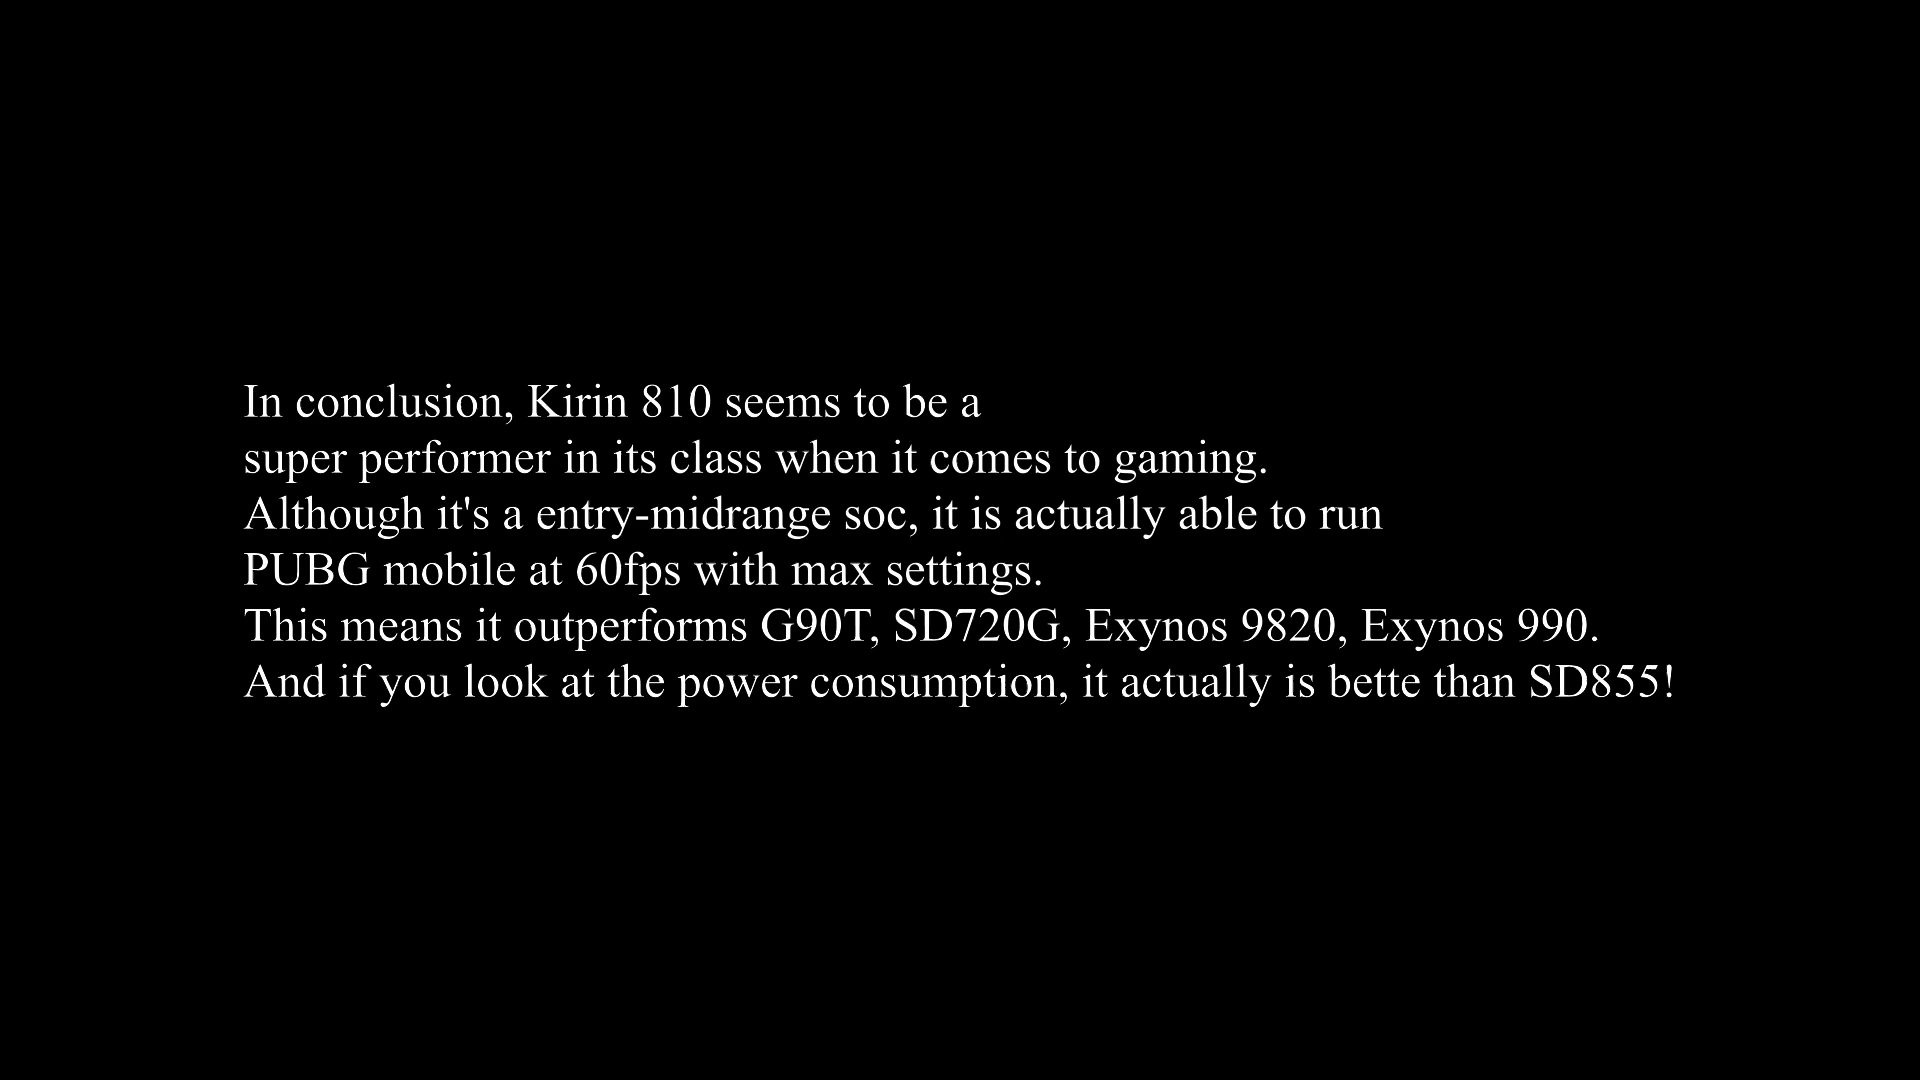 In conclusion, Kirin 810 seems to be a
super performer in its class when it comes to gaming.
Although it's a entry-midrange soc, it is actually able to run
PUBG mobile at 60fps with max settings.
This means it outperforms G90T, SD720G, Exynos 9820, Exynos 990.
And if you look at the power consumption, it actually is bette than SD855!